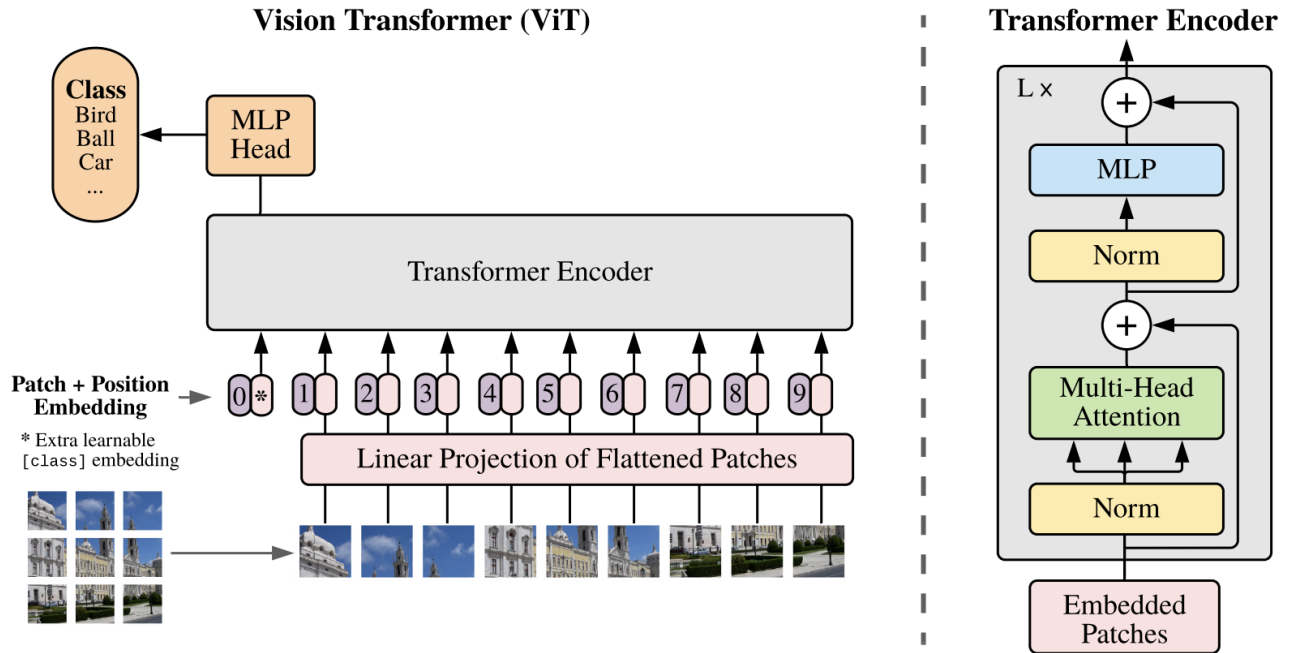 Vision Transformer (ViT)
Class
Bird
Ball
Car
...
MLP
Head
Transformer Encoder
Patch + Position
Embedding
0 * 1 2 3 4 5 6 7 8 9
* Extra learnable
[class] embedding
Linear Projection of Flattened Patches
Transformer Encoder
L ×
+
MLP
Norm
+
Multi-Head
Attention
Norm
Embedded
Patches